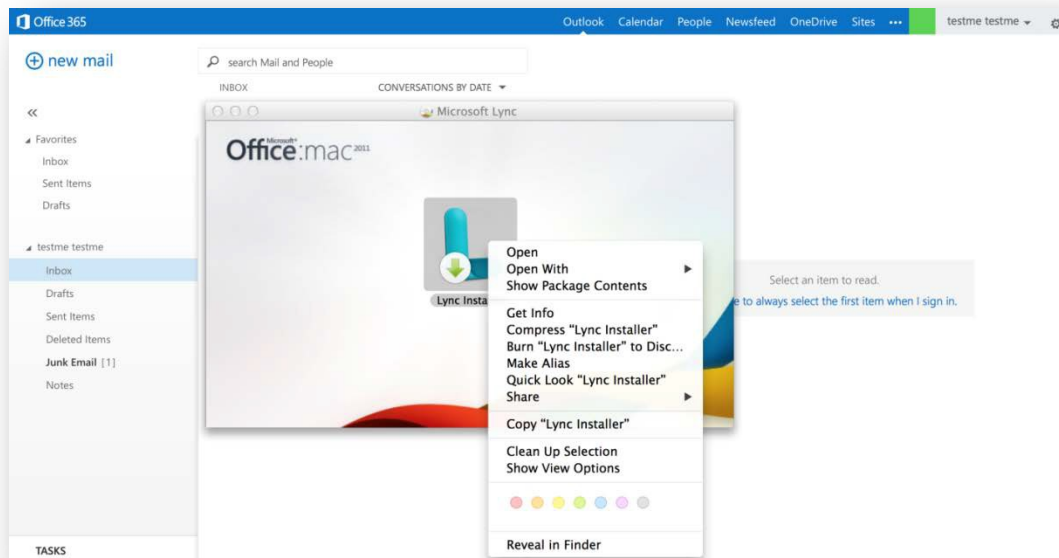 Office 365
Outlook Calendar People Newsfeed OneDrive Sites ••• testme testme
new mail
search Mail and People
INBOX CONVERSATIONS BY DATE
«
Favorites
Inbox
Sent Items
Drafts
testme testme
Inbox
Drafts
Sent Items
Deleted Items
Junk Email [1]
Notes
TASKS
Microsoft Lync
Microsoft®
Office:mac 2011
Lync Insta
Open
Open With
Show Package Contents
Get Info
Compress “Lync Installer”
Burn “Lync Installer” to Disc...
Make Alias
Quick Look “Lync Installer”
Share
Copy “Lync Installer”
Clean Up Selection
Show View Options
Reveal in Finder
Select an item to read.
e to always select the first item when I sign in.